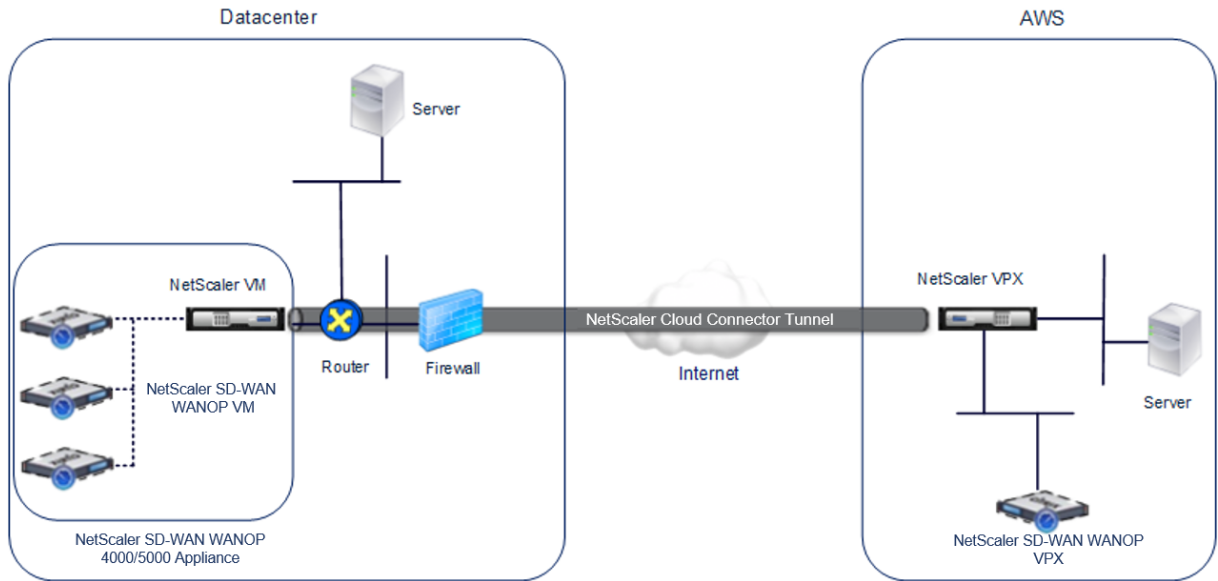 Datacenter
AWS
Server
NetScaler VM
NetScaler VPX
NetScaler Cloud Connector Tunnel
Router
Firewall
Internet
NetScaler SD-WAN
WANOP VM
Server
NetScaler SD-WAN WANOP
4000/5000 Appliance
NetScaler SD-WAN WANOP
VPX